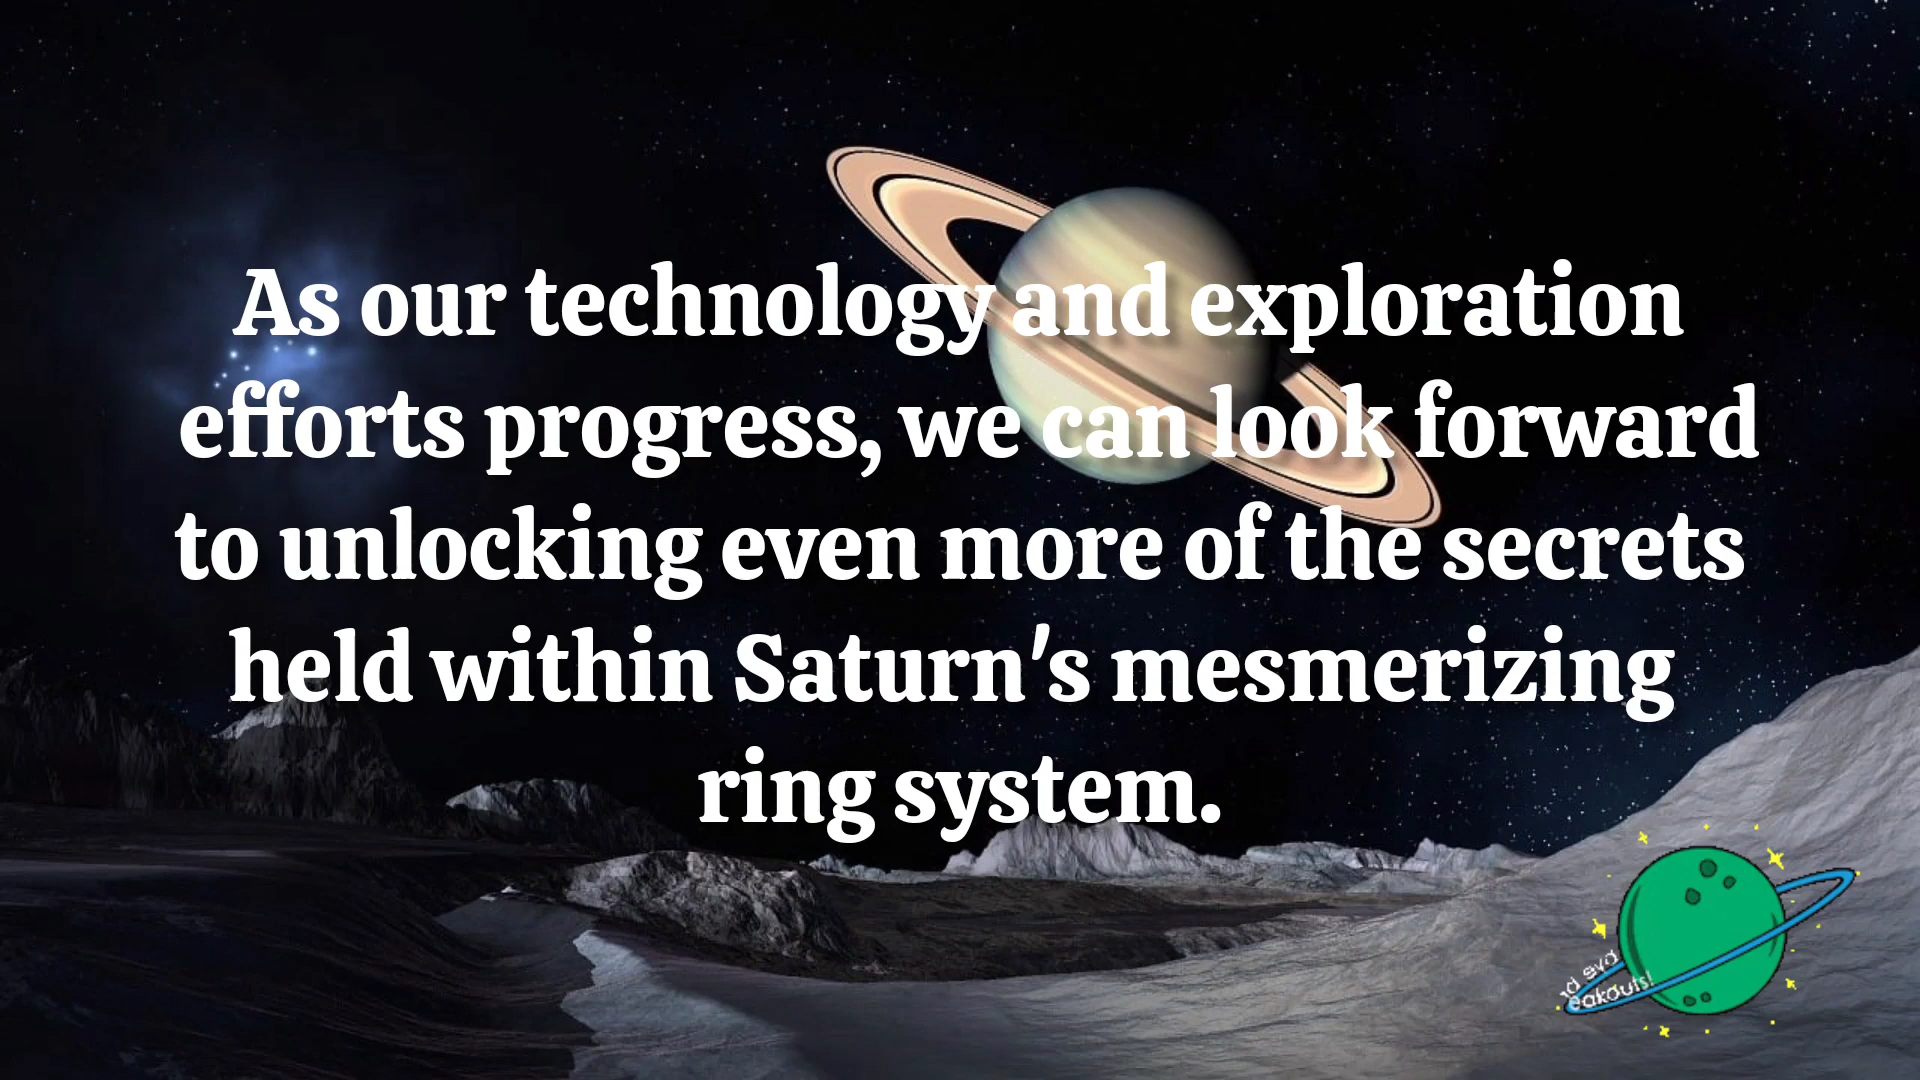 As our technology and exploration
efforts progress, we can look forward
to unlocking even more of the secrets
held within Saturn's mesmerizing
ring system.